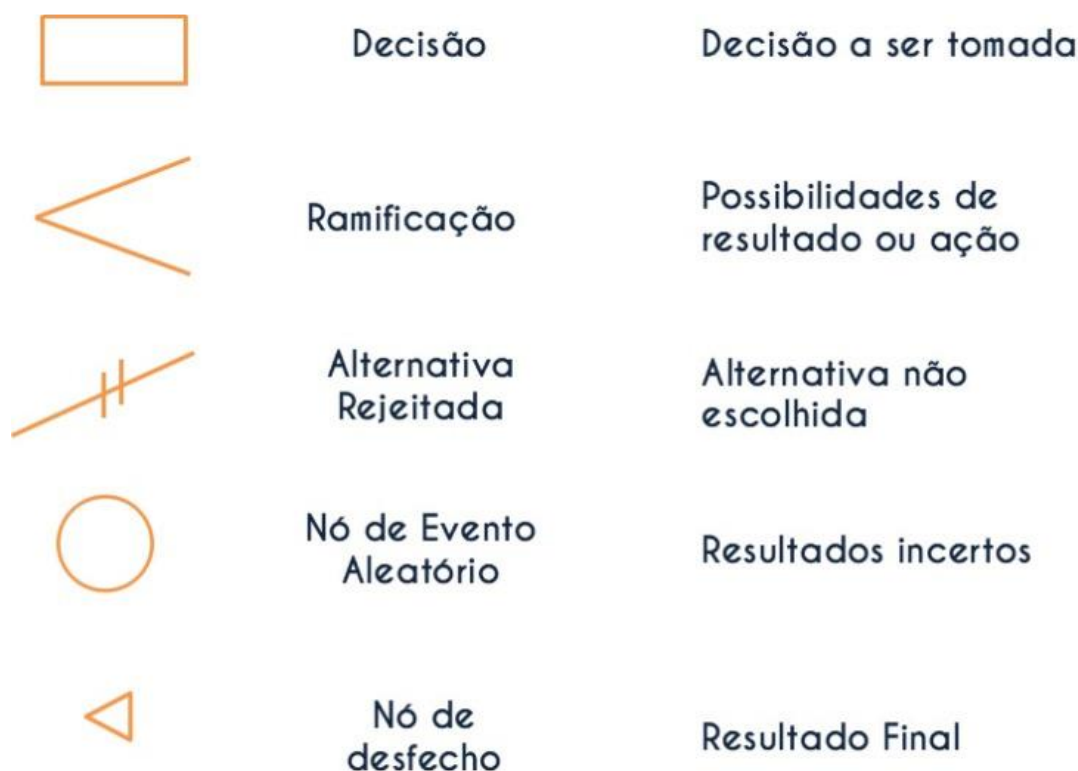 Decisão
Decisão a ser tomada
Ramificação
Possibilidades de
resultado ou ação
Alternativa
Rejeitada
Alternativa não
escolhida
Nó de Evento
Aleatório
Resultados incertos
Nó de
desfecho
Resultado Final